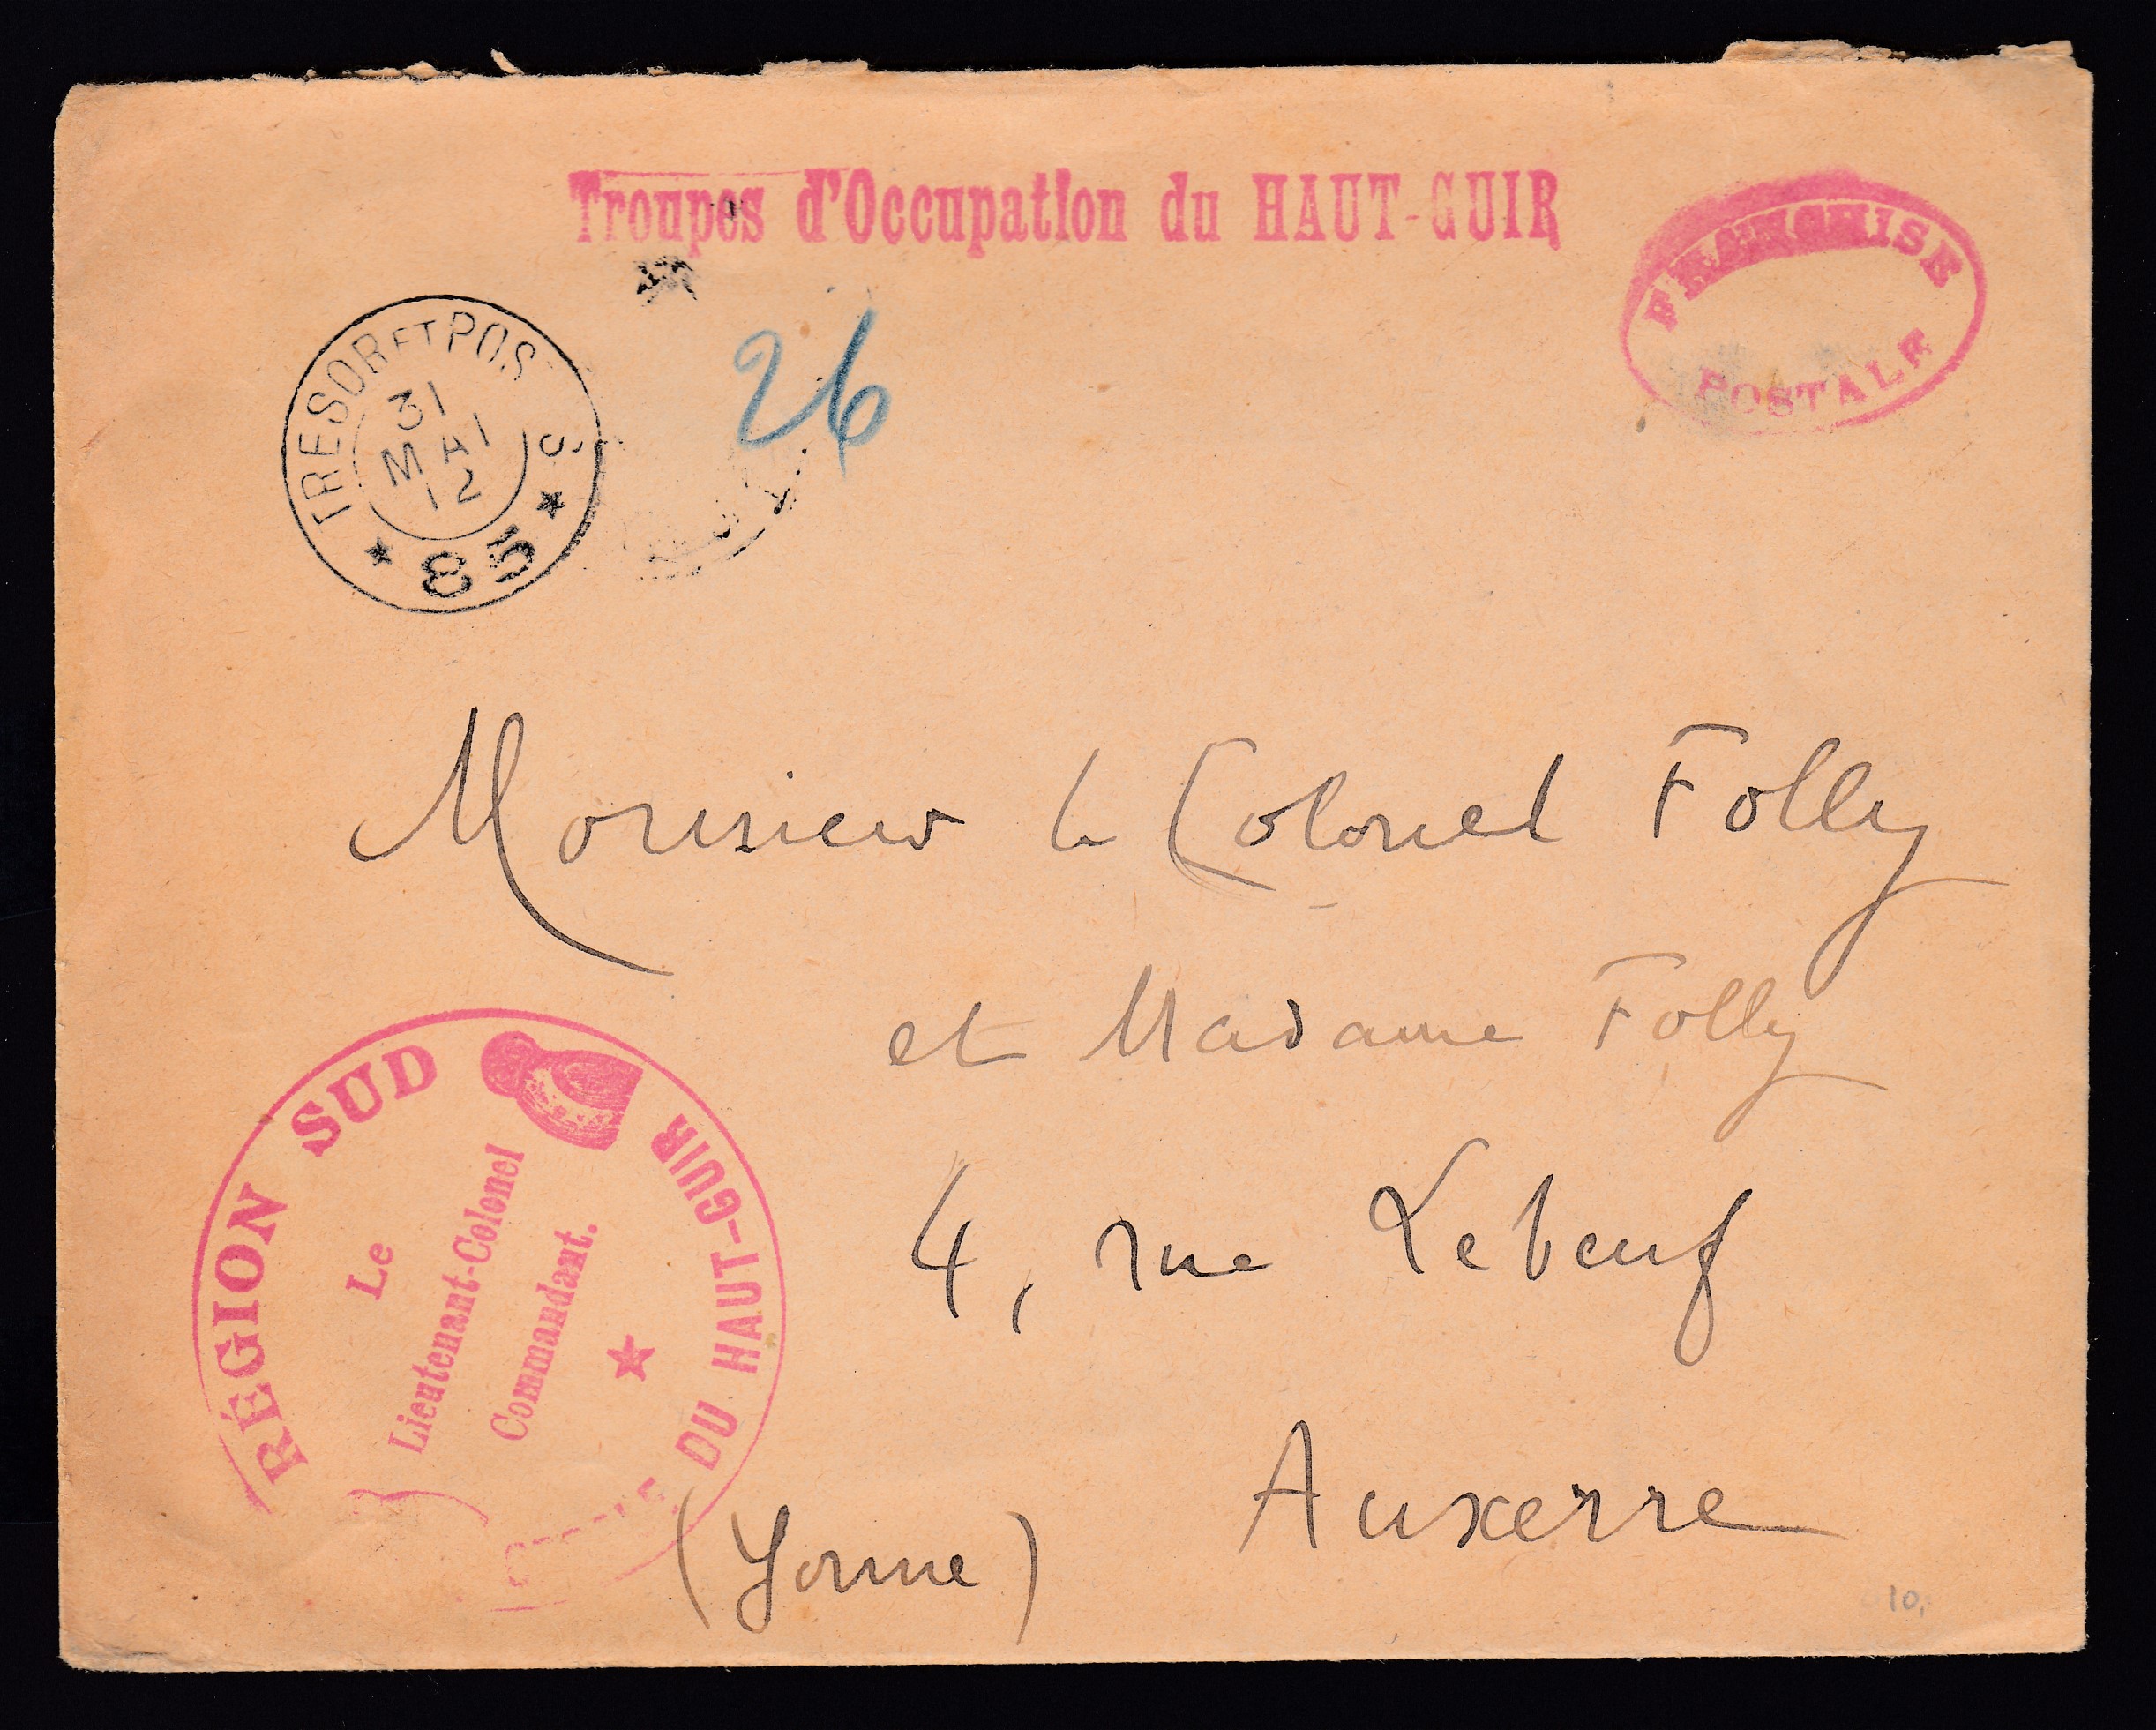 Troupes d'Occupation du HAUT-GUIR
FRANCHISE
POSTALE
TRESOR ET POS
31
MAI
12
* 85 *
26
Monsieur le Colonel Folly
et Madame Folly
4, rue Lebeuf
Auxerre
(Yonne)
RÉGION SUD
DU HAUT-GUIR
Le
Lieutenant-Colonel
Commandant.
10,